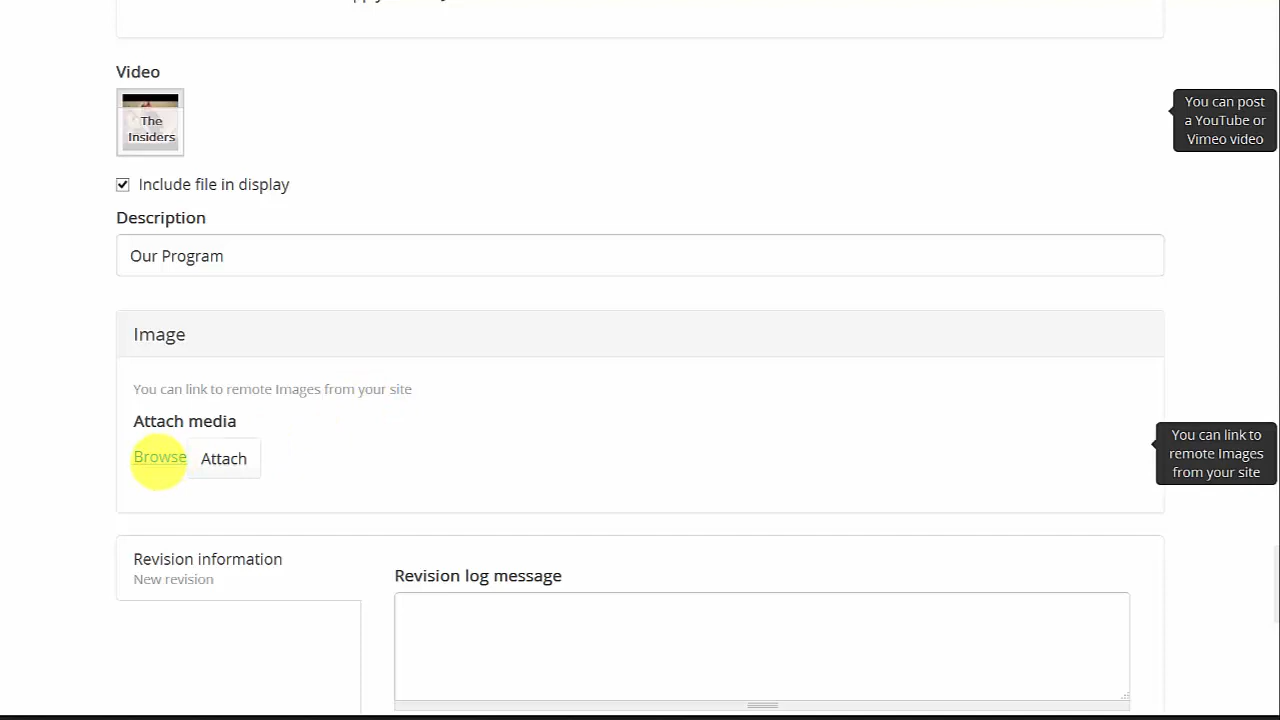 Video
The
Insiders
You can post
a YouTube or
Vimeo video
Include file in display
Description
Our Program
Image
You can link to remote Images from your site
Attach media
Browse
Attach
You can link to
remote Images
from your site
Revision information
New revision
Revision log message